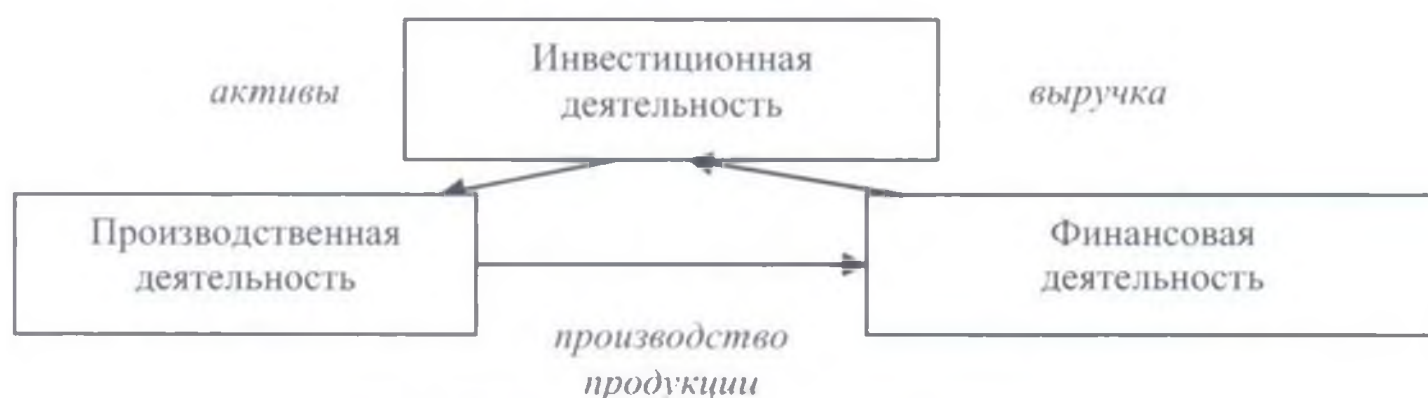 Инвестиционная
деятельность
активы
выручка
Производственная
деятельность
Финансовая
деятельность
производство
продукции